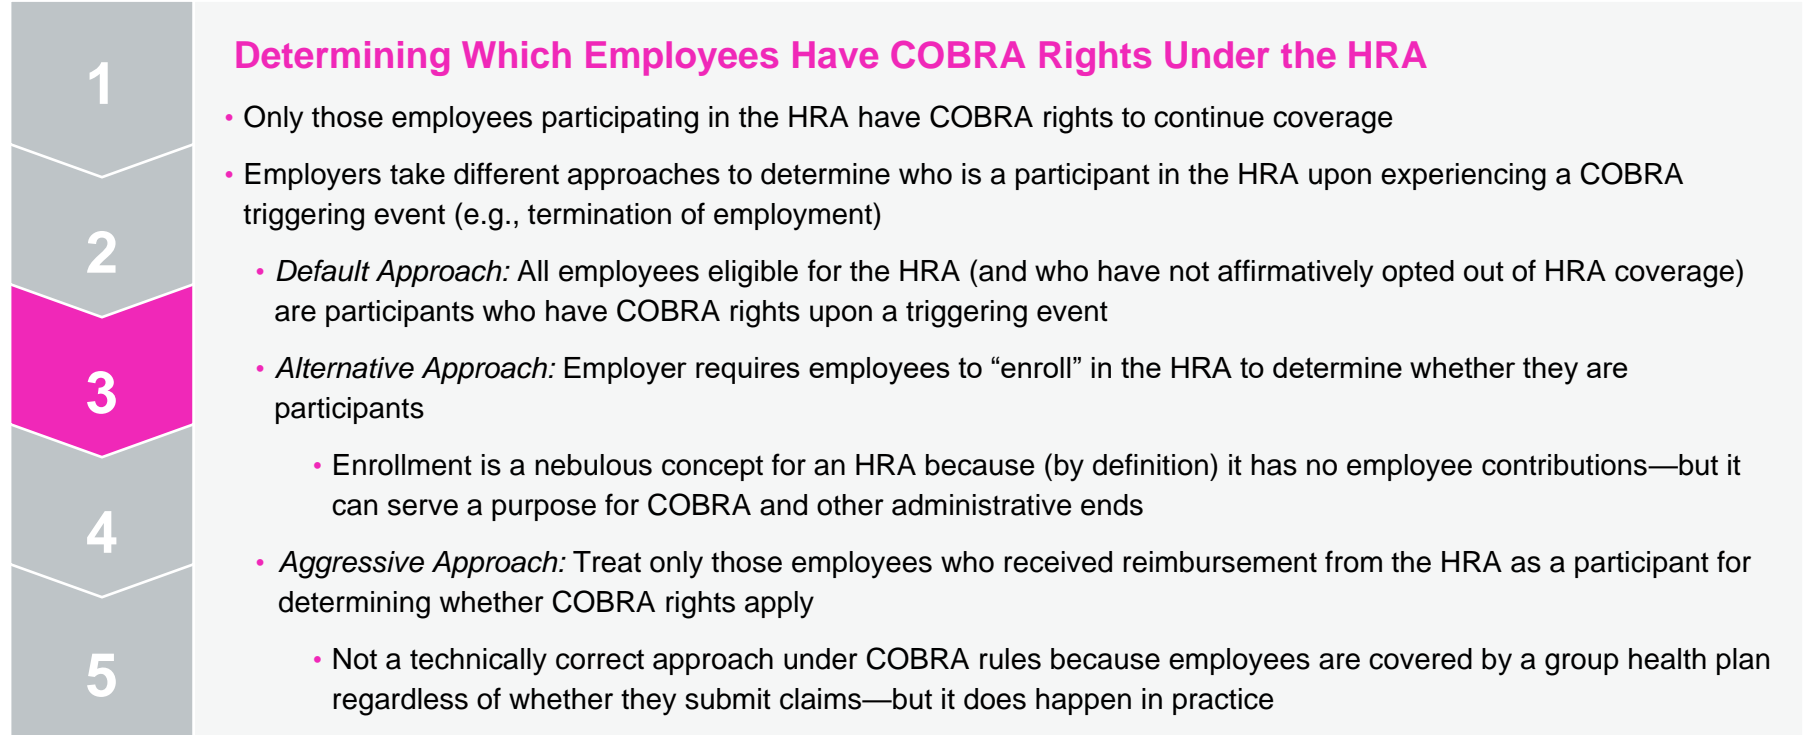 1
2
3
4
5
Determining Which Employees Have COBRA Rights Under the HRA
• Only those employees participating in the HRA have COBRA rights to continue coverage
• Employers take different approaches to determine who is a participant in the HRA upon experiencing a COBRA
triggering event (e.g., termination of employment)
• Default Approach: All employees eligible for the HRA (and who have not affirmatively opted out of HRA coverage)
are participants who have COBRA rights upon a triggering event
• Alternative Approach: Employer requires employees to “enroll” in the HRA to determine whether they are
participants
• Enrollment is a nebulous concept for an HRA because (by definition) it has no employee contributions—but it
can serve a purpose for COBRA and other administrative ends
• Aggressive Approach: Treat only those employees who received reimbursement from the HRA as a participant for
determining whether COBRA rights apply
• Not a technically correct approach under COBRA rules because employees are covered by a group health plan
regardless of whether they submit claims—but it does happen in practice